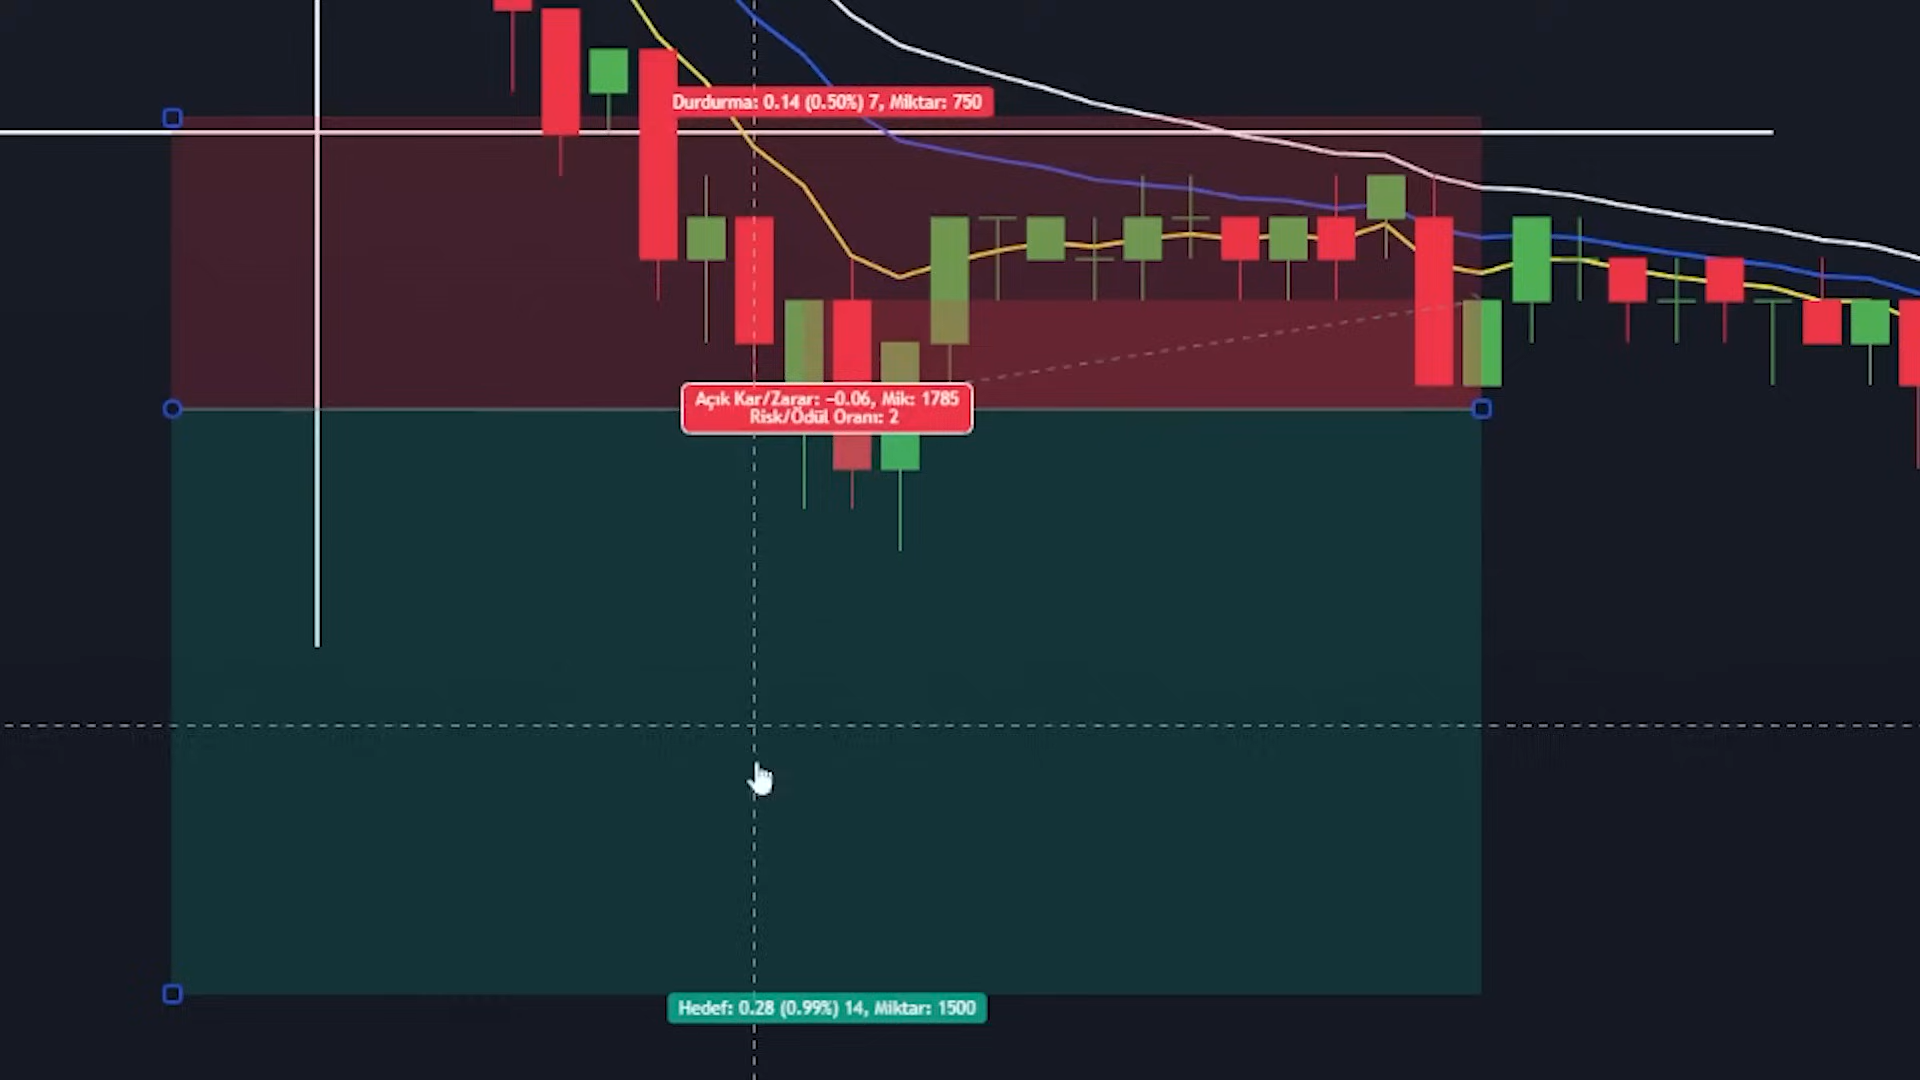 Durdurma: 0.14 (0.50%) 7, Miktar: 750
Açık Kar/Zarar: −0.06, Mik: 1785
Risk/Ödül Oranı: 2
Hedef: 0.28 (0.99%) 14, Miktar: 1500